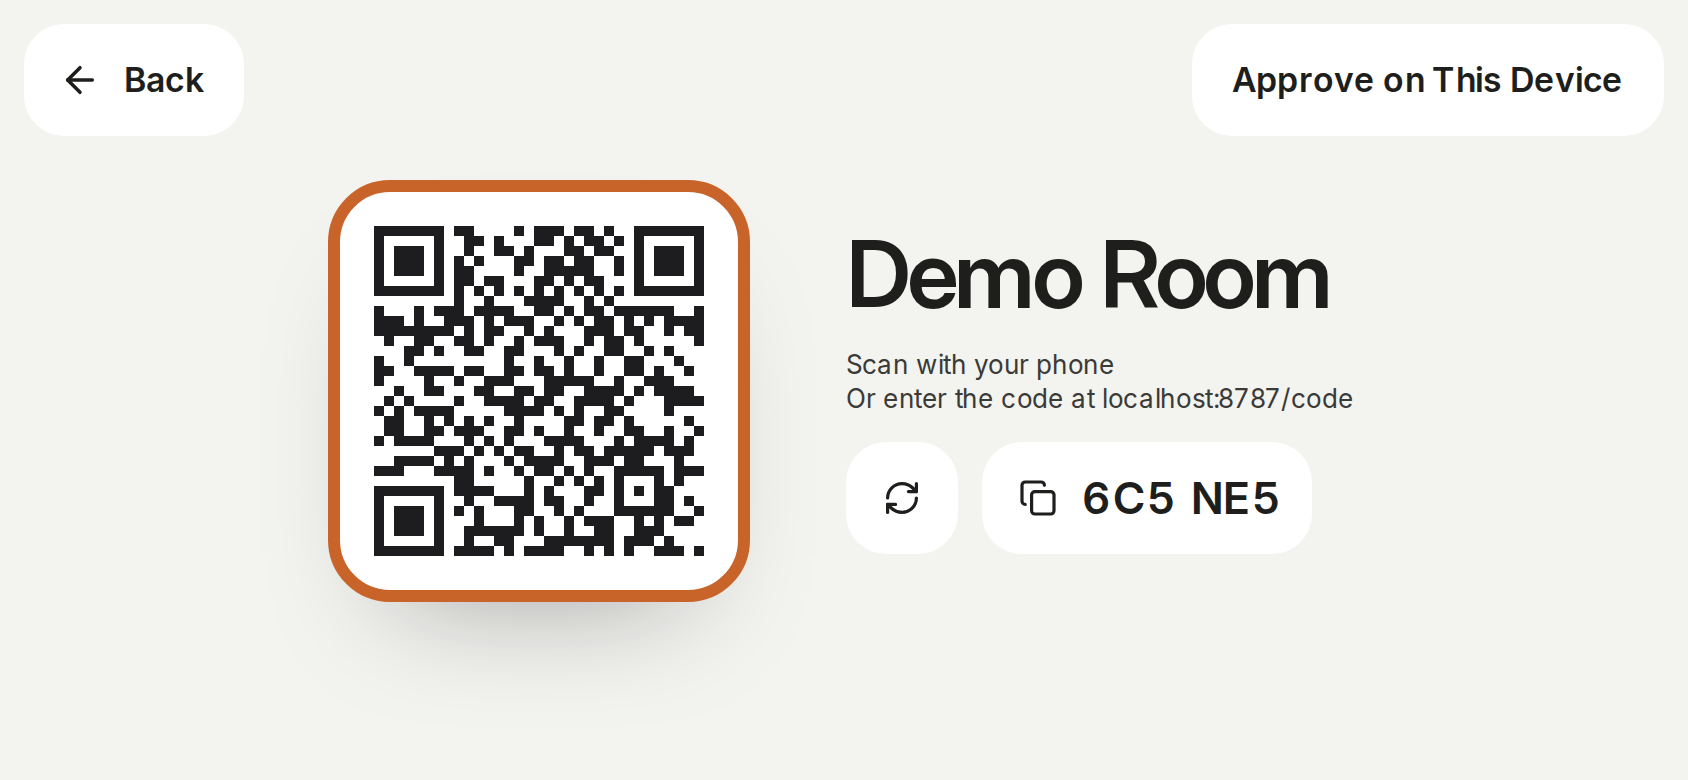 Back
Approve on This Device
Demo Room
Scan with your phone
Or enter the code at localhost:8787/code
6C5 NE5